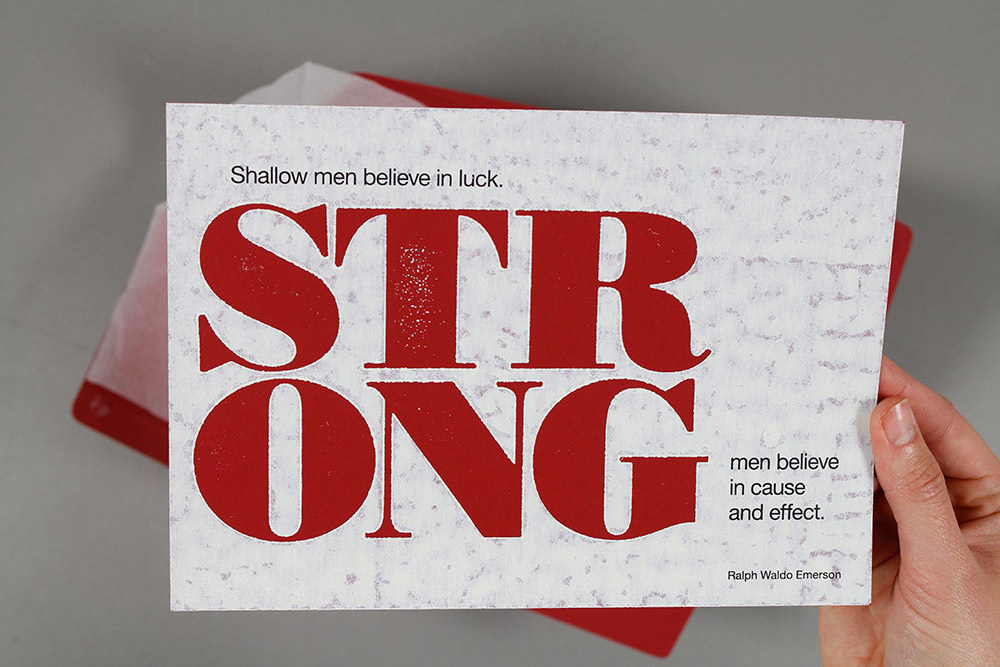 Shallow men believe in luck.
STR
ONG
men believe
in cause
and effect.
Ralph Waldo Emerson